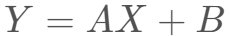 Y = AX + B